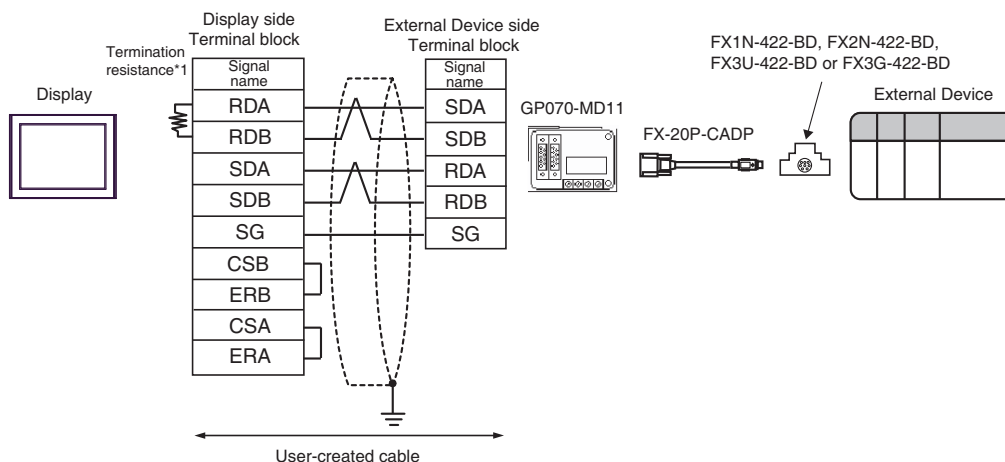 Display side
Terminal block
External Device side
Terminal block
FX1N-422-BD, FX2N-422-BD,
FX3U-422-BD or FX3G-422-BD
Termination
resistance*1
Signal
name
Signal
name
Display
External Device
RDA
SDA
GP070-MD11
FX-20P-CADP
RDB
SDB
SDA
RDA
SDB
RDB
SG
SG
CSB
ERB
CSA
ERA
User-created cable